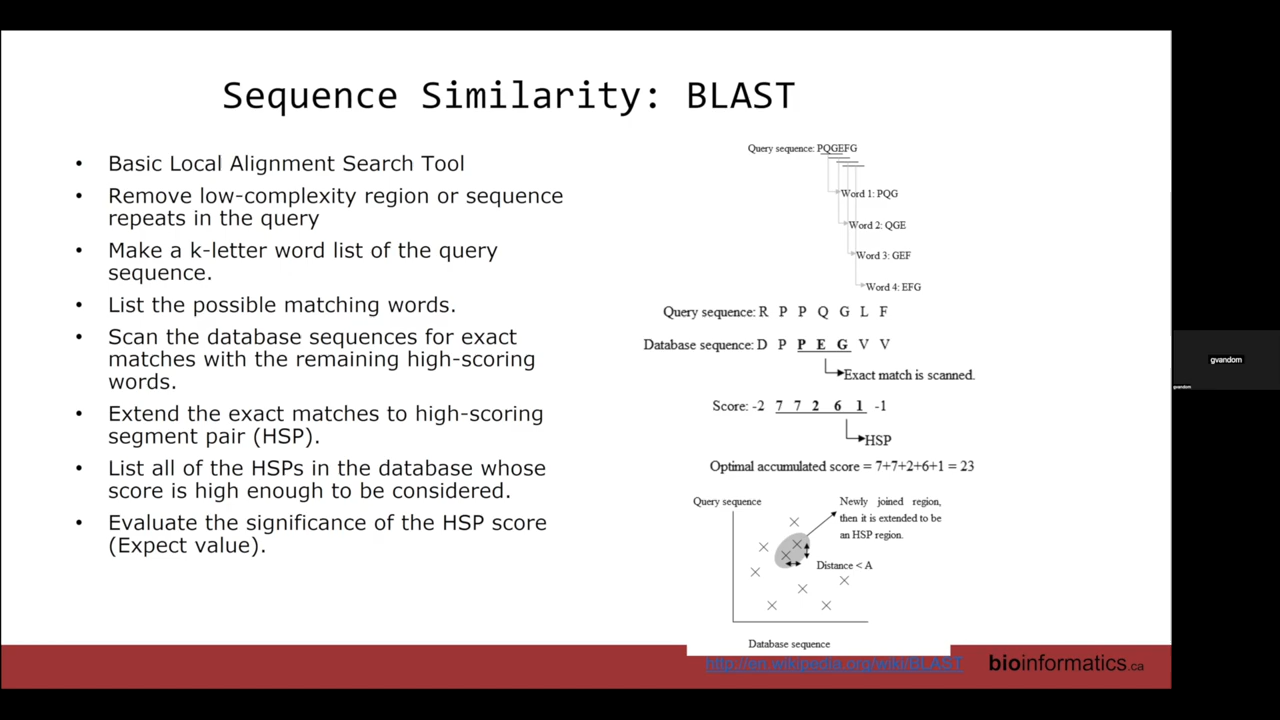 Sequence Similarity: BLAST
• Basic Local Alignment Search Tool
• Remove low-complexity region or sequence
repeats in the query
• Make a k-letter word list of the query
sequence.
• List the possible matching words.
• Scan the database sequences for exact
matches with the remaining high-scoring
words.
• Extend the exact matches to high-scoring
segment pair (HSP).
• List all of the HSPs in the database whose
score is high enough to be considered.
• Evaluate the significance of the HSP score
(Expect value).
Query sequence: PQGEFG
Word 1: PQG
Word 2: QGE
Word 3: GEF
Word 4: EFG
Query sequence: R P P Q G L F
Database sequence: D P P E G V V
Exact match is scanned.
Score: -2 7 7 2 6 1 -1
HSP
Optimal accumulated score = 7+7+2+6+1 = 23
Query sequence
Newly joined region,
then it is extended to be
an HSP region.
Distance < A
Database sequence
http://en.wikipedia.org/wiki/BLAST
bioinformatics.ca
gvandom
gvandom